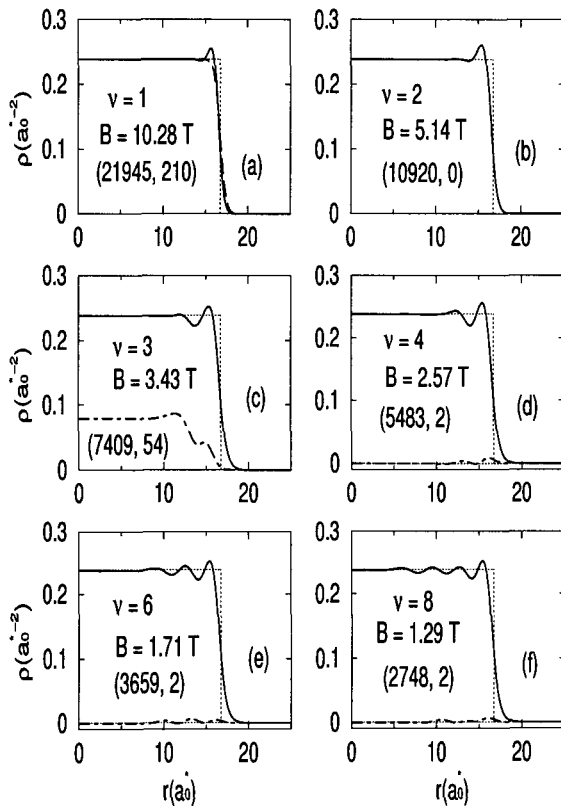 0.3
0.2
0.1
0
ρ(a₀*⁻²)
ν = 1
B = 10.28 T
(21945, 210)
(a)
0 10 20
0.3
0.2
0.1
0
ν = 2
B = 5.14 T
(10920, 0)
(b)
0 10 20
0.3
0.2
0.1
0
ρ(a₀*⁻²)
ν = 3
B = 3.43 T
(7409, 54)
(c)
0 10 20
0.3
0.2
0.1
0
ν = 4
B = 2.57 T
(5483, 2)
(d)
0 10 20
0.3
0.2
0.1
0
ρ(a₀*⁻²)
ν = 6
B = 1.71 T
(3659, 2)
(e)
0 10 20
r(a₀*)
0.3
0.2
0.1
0
ν = 8
B = 1.29 T
(2748, 2)
(f)
0 10 20
r(a₀*)